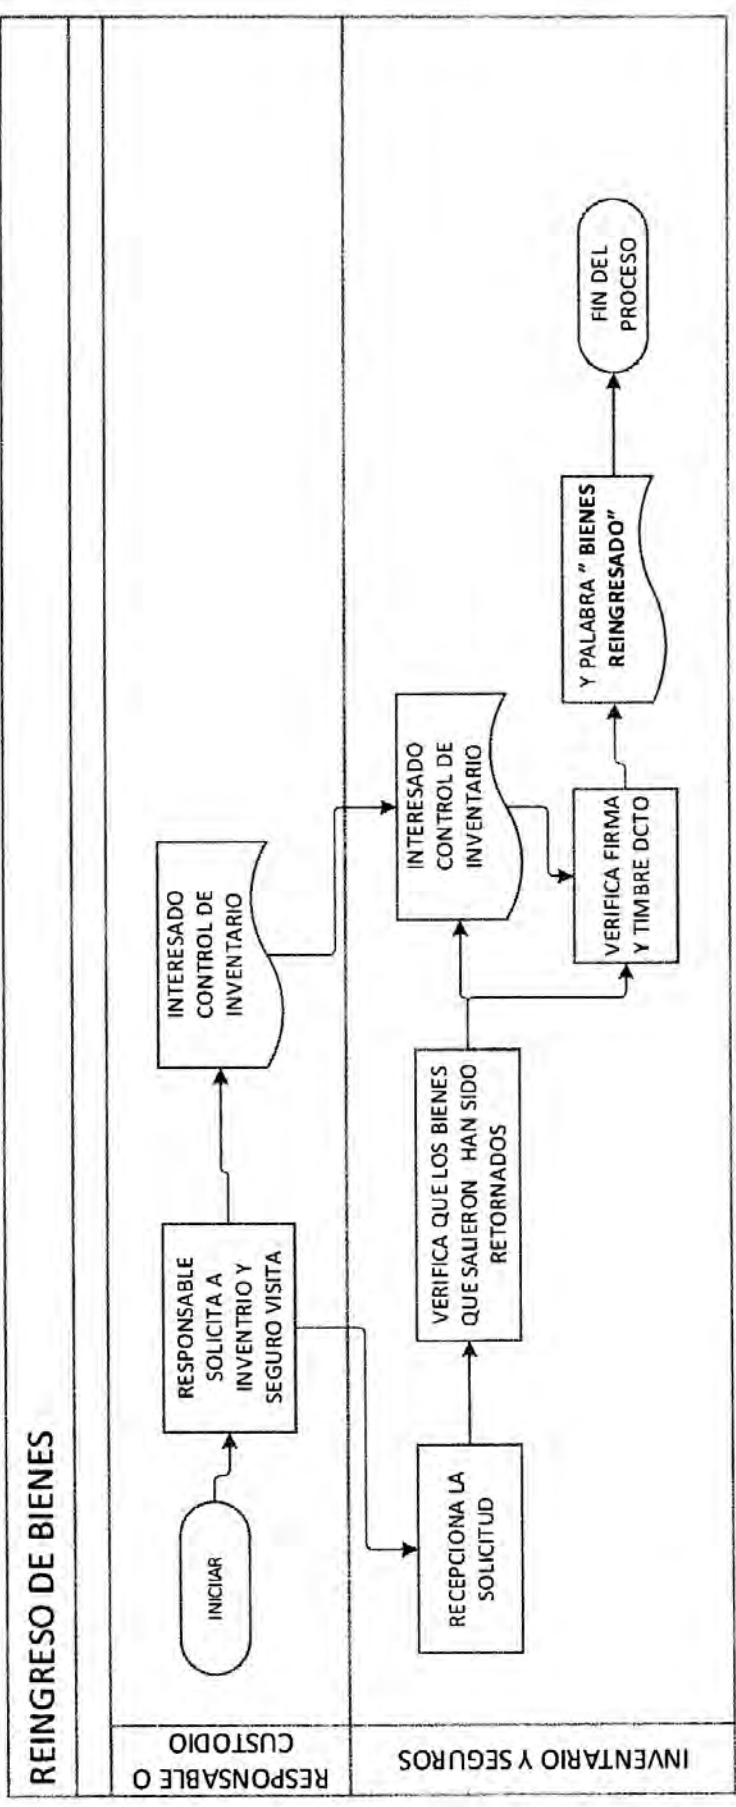 REINGRESO DE BIENES
RESPONSABLE O
CUSTODIO
INICIIAR
RESPONSABLE
SOLICITA A
INVENTRIO Y
SEGURO VISITA
INTERESADO
CONTROL DE
INVENTARIO
INVENTARIO Y SEGUROS
RECEPCIONA LA
SOLICITUD
VERIFICA QUE LOS BIENES
QUE SALIERON HAN SIDO
RETORNADOS
INTERESADO
CONTROL DE
INVENTARIO
VERIFICA FIRMA
Y TIMBRE DCTO
Y PALABRA " BIENES
REINGRESADO"
FIN DEL
PROCESO